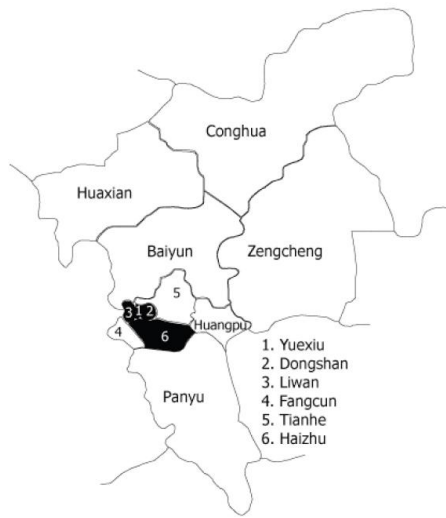 Conghua
Huaxian
Baiyun
Zengcheng
5
3 1 2
Huangpu
4
6
1. Yuexiu
2. Dongshan
3. Liwan
4. Fangcun
5. Tianhe
6. Haizhu
Panyu